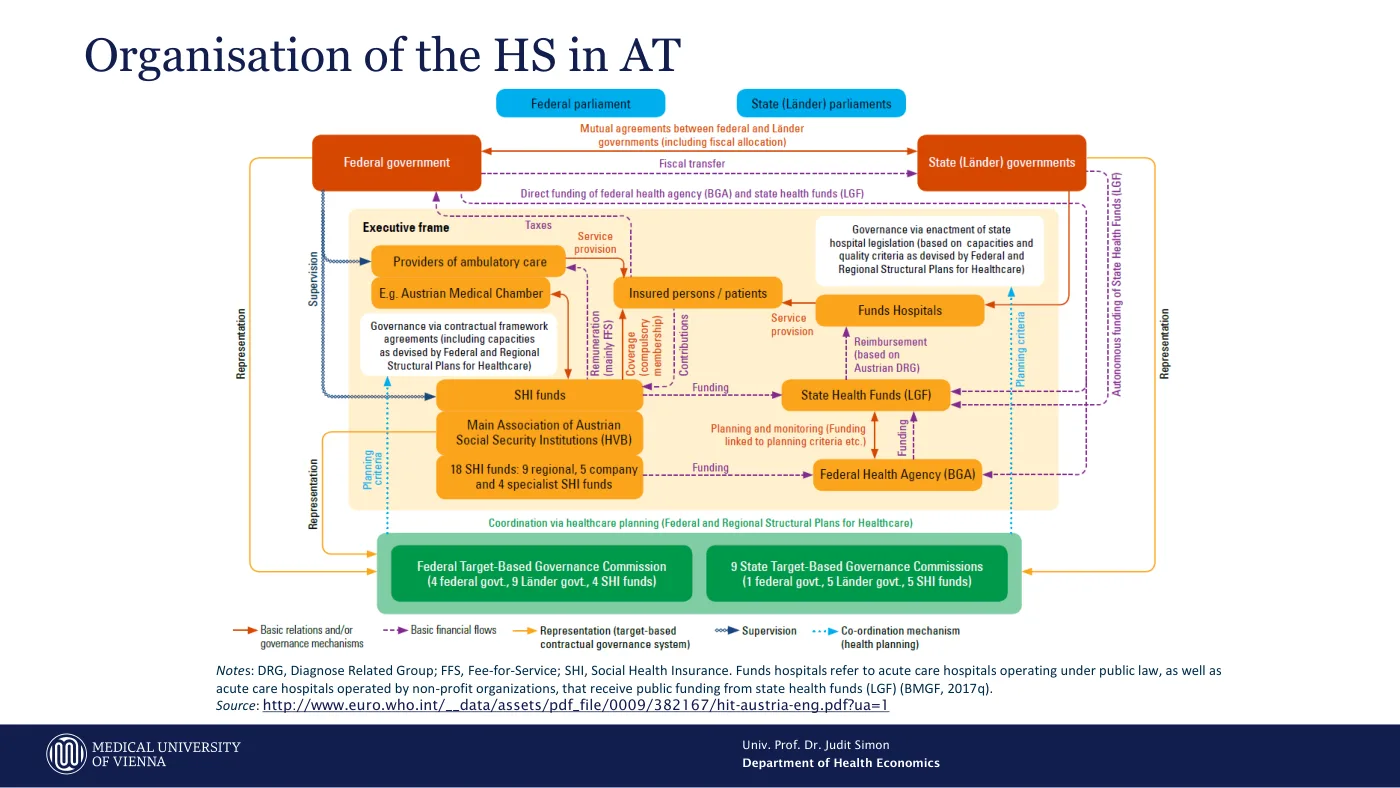 Organisation of the HS in AT
Federal parliament
State (Länder) parliaments
Mutual agreements between federal and Länder
governments (including fiscal allocation)
Federal government
State (Länder) governments
Fiscal transfer
Direct funding of federal health agency (BGA) and state health funds (LGF)
Taxes
Executive frame
Service
provision
Providers of ambulatory care
E.g. Austrian Medical Chamber
Insured persons / patients
Governance via enactment of state
hospital legislation (based on capacities and
quality criteria as devised by Federal and
Regional Structural Plans for Healthcare)
Funds Hospitals
Service
provision
Governance via contractual framework
agreements (including capacities
as devised by Federal and Regional
Structural Plans for Healthcare)
Remuneration
(mainly FFS)
Coverage
(compulsory
membership)
Contributions
Reimbursement
(based on
Austrian DRG)
Supervision
Representation
Planning criteria
Autonomous funding of State Health Funds (LGF)
Representation
SHI funds
Funding
State Health Funds (LGF)
Main Association of Austrian
Social Security Institutions (HVB)
Planning and monitoring (Funding
linked to planning criteria etc.)
Funding
18 SHI funds: 9 regional, 5 company
and 4 specialist SHI funds
Funding
Federal Health Agency (BGA)
Planning
criteria
Representation
Coordination via healthcare planning (Federal and Regional Structural Plans for Healthcare)
Federal Target-Based Governance Commission
(4 federal govt., 9 Länder govt., 4 SHI funds)
9 State Target-Based Governance Commissions
(1 federal govt., 5 Länder govt., 5 SHI funds)
Basic relations and/or
governance mechanisms
Basic financial flows
Representation (target-based
contractual governance system)
Supervision
Co-ordination mechanism
(health planning)
Notes: DRG, Diagnose Related Group; FFS, Fee-for-Service; SHI, Social Health Insurance. Funds hospitals refer to acute care hospitals operating under public law, as well as
acute care hospitals operated by non-profit organizations, that receive public funding from state health funds (LGF) (BMGF, 2017q).
Source: http://www.euro.who.int/__data/assets/pdf_file/0009/382167/hit-austria-eng.pdf?ua=1
MEDICAL UNIVERSITY
OF VIENNA
Univ. Prof. Dr. Judit Simon
Department of Health Economics